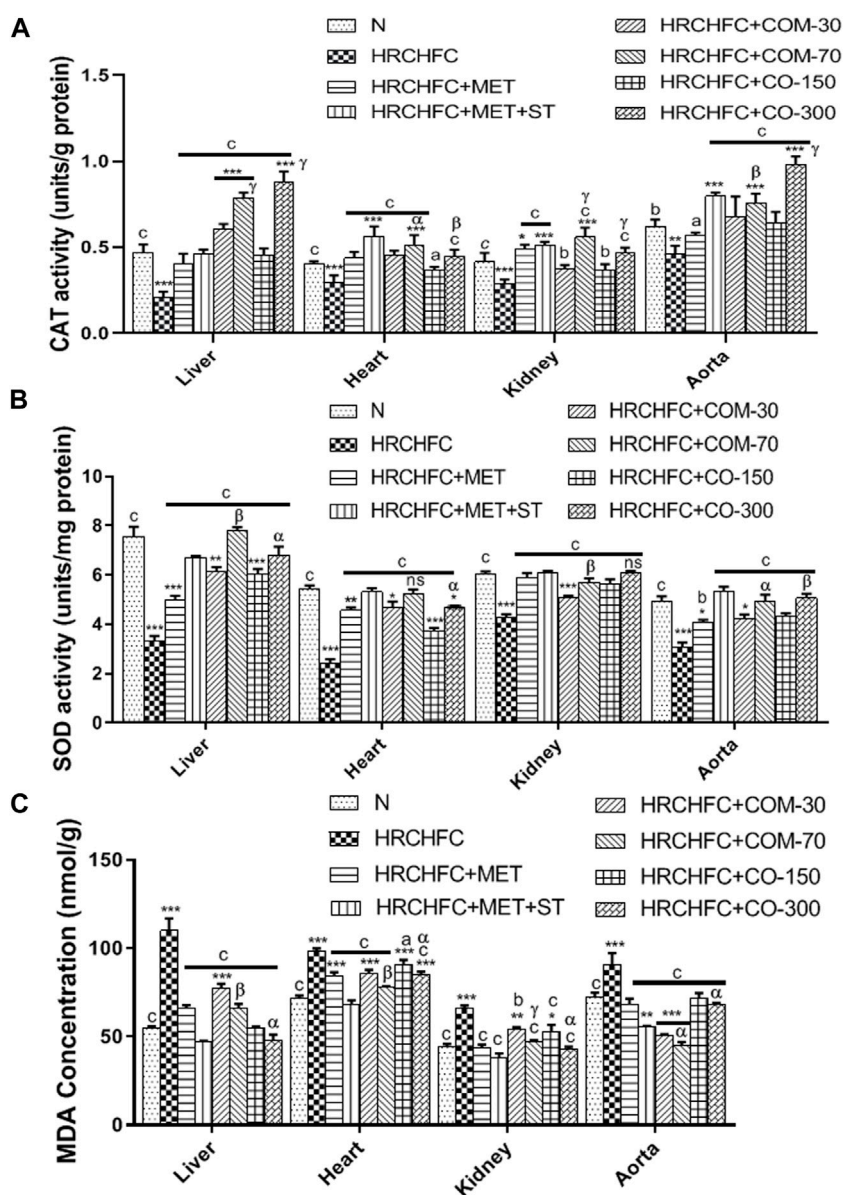 A
N
HRCHFC
HRCHFC+MET
HRCHFC+MET+ST
HRCHFC+COM-30
HRCHFC+COM-70
HRCHFC+CO-150
HRCHFC+CO-300
CAT activity (units/g protein)
1.5
1.0
0.5
0.0
c *** c *** γ *** γ
c *** c *** α *** a β c
c *** * c *** b γ c *** b γ c
b ** a c *** β *** *** γ
Liver Heart Kidney Aorta
B
N
HRCHFC
HRCHFC+MET
HRCHFC+MET+ST
HRCHFC+COM-30
HRCHFC+COM-70
HRCHFC+CO-150
HRCHFC+CO-300
SOD activity (units/mg protein)
10
8
6
4
2
0
c *** *** c ** β *** α
c *** ** c * ns *** α *
c *** c *** β ns
c *** b * c * α β
Liver Heart Kidney Aorta
C
N
HRCHFC
HRCHFC+MET
HRCHFC+MET+ST
HRCHFC+COM-30
HRCHFC+COM-70
HRCHFC+CO-150
HRCHFC+CO-300
MDA Concentration (nmol/g)
150
100
50
0
c *** c *** β α
c *** *** c *** β a *** α c ***
c *** c c b ** γ c c * α c
c *** c ** *** α α
Liver Heart Kidney Aorta